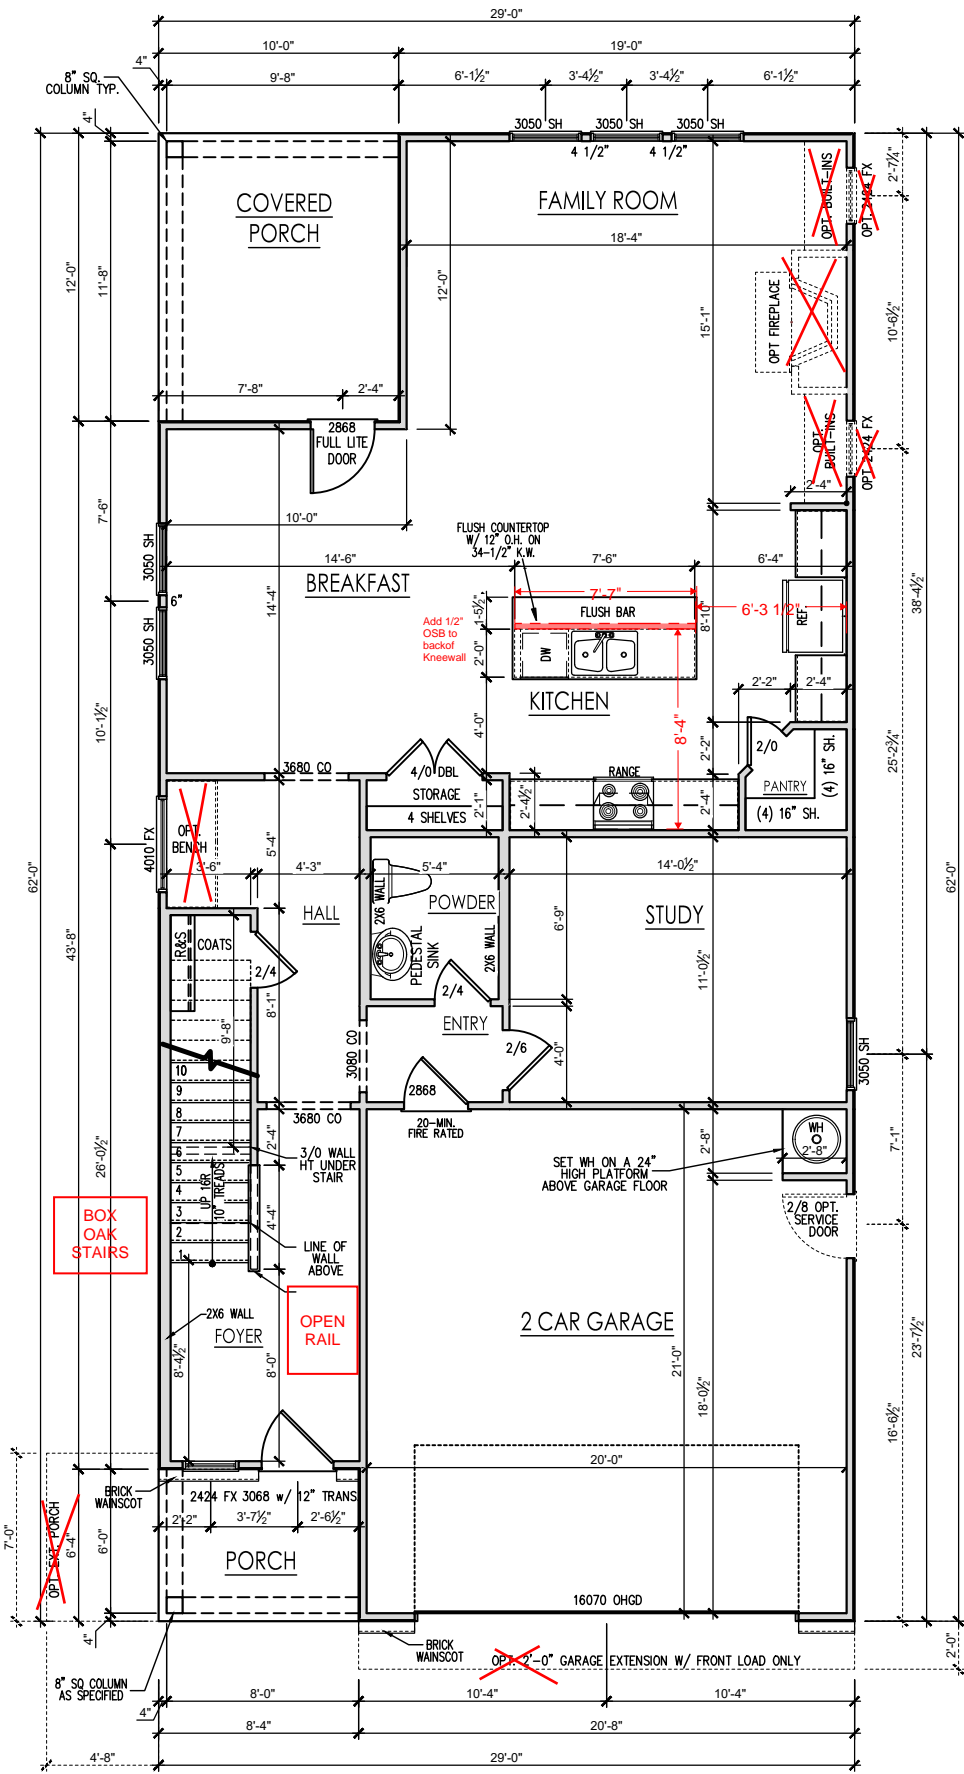 29'-0"
10'-0"
19'-0"
4"
9'-8"
6'-1½"
3'-4½"
3'-4½"
6'-1½"
8" SQ.
COLUMN TYP.
4"
3050 SH
3050 SH
3050 SH
4 1/2"
4 1/2"
2'-7¼"
OPT. BUILT-INS
OPT. 2424 FX
COVERED
PORCH
FAMILY ROOM
18'-4"
12'-0"
11'-8"
12'-0"
15'-1"
OPT FIREPLACE
10'-6½"
7'-8"
2'-4"
2868
FULL LITE
DOOR
OPT.
BUILT-INS
OPT. 2424 FX
2'-4"
7'-6"
10'-0"
3050 SH
FLUSH COUNTERTOP
W/ 12" O.H. ON
34-1/2" K.W.
14'-6"
7'-6"
6'-4"
BREAKFAST
14'-4"
6"
7'-7"
FLUSH BAR
1'-5½"
8'-10"
6'-3 1/2"
REF.
38'-4½"
Add 1/2"
OSB to
backof
Kneewall
3050 SH
2'-0"
DW
2'-2"
2'-4"
KITCHEN
10'-1½"
4'-0"
8'-4"
2'-2"
2/0
(4) 16" SH.
25'-2¾"
3680 CO
4/0 DBL
STORAGE
4 SHELVES
2'-1"
2'-4½"
RANGE
2'-4"
PANTRY
(4) 16" SH.
4010 FX
OPT.
BENCH
5'-4"
3'-6"
4'-3"
5'-4"
14'-0½"
62'-0"
62'-0"
43'-8"
HALL
2X6 WALL
POWDER
6'-9"
STUDY
R&S
COATS
PEDESTAL
SINK
2X6 WALL
11'-0½"
2/4
8'-1"
2/4
9'-8"
ENTRY
3080 CO
2/6
4'-0"
3050 SH
10
9
8
7
6
5
4
3
2
1
UP 16R
10" TREADS
2868
3680 CO
20-MIN.
FIRE RATED
2'-4"
3/0 WALL
HT UNDER
STAIR
WH
2'-8"
2'-8"
7'-1"
SET WH ON A 24"
HIGH PLATFORM
ABOVE GARAGE FLOOR
26'-0½"
BOX
OAK
STAIRS
4'-4"
LINE OF
WALL
ABOVE
2/8 OPT.
SERVICE
DOOR
2X6 WALL
FOYER
OPEN
RAIL
2 CAR GARAGE
8'-4½"
8'-0"
21'-0"
18'-0½"
23'-7½"
16'-6½"
20'-0"
BRICK
WAINSCOT
2424 FX 3068 w/ 12" TRANS.
2'-2"
3'-7½"
2'-6½"
7'-0"
OPT. EXT. PORCH
6'-4"
6'-0"
PORCH
16070 OHGD
4"
BRICK
WAINSCOT
OPT. 2'-0" GARAGE EXTENSION W/ FRONT LOAD ONLY
2'-0"
8" SQ COLUMN
AS SPECIFIED
4"
8'-0"
10'-4"
10'-4"
8'-4"
20'-8"
4'-8"
29'-0"